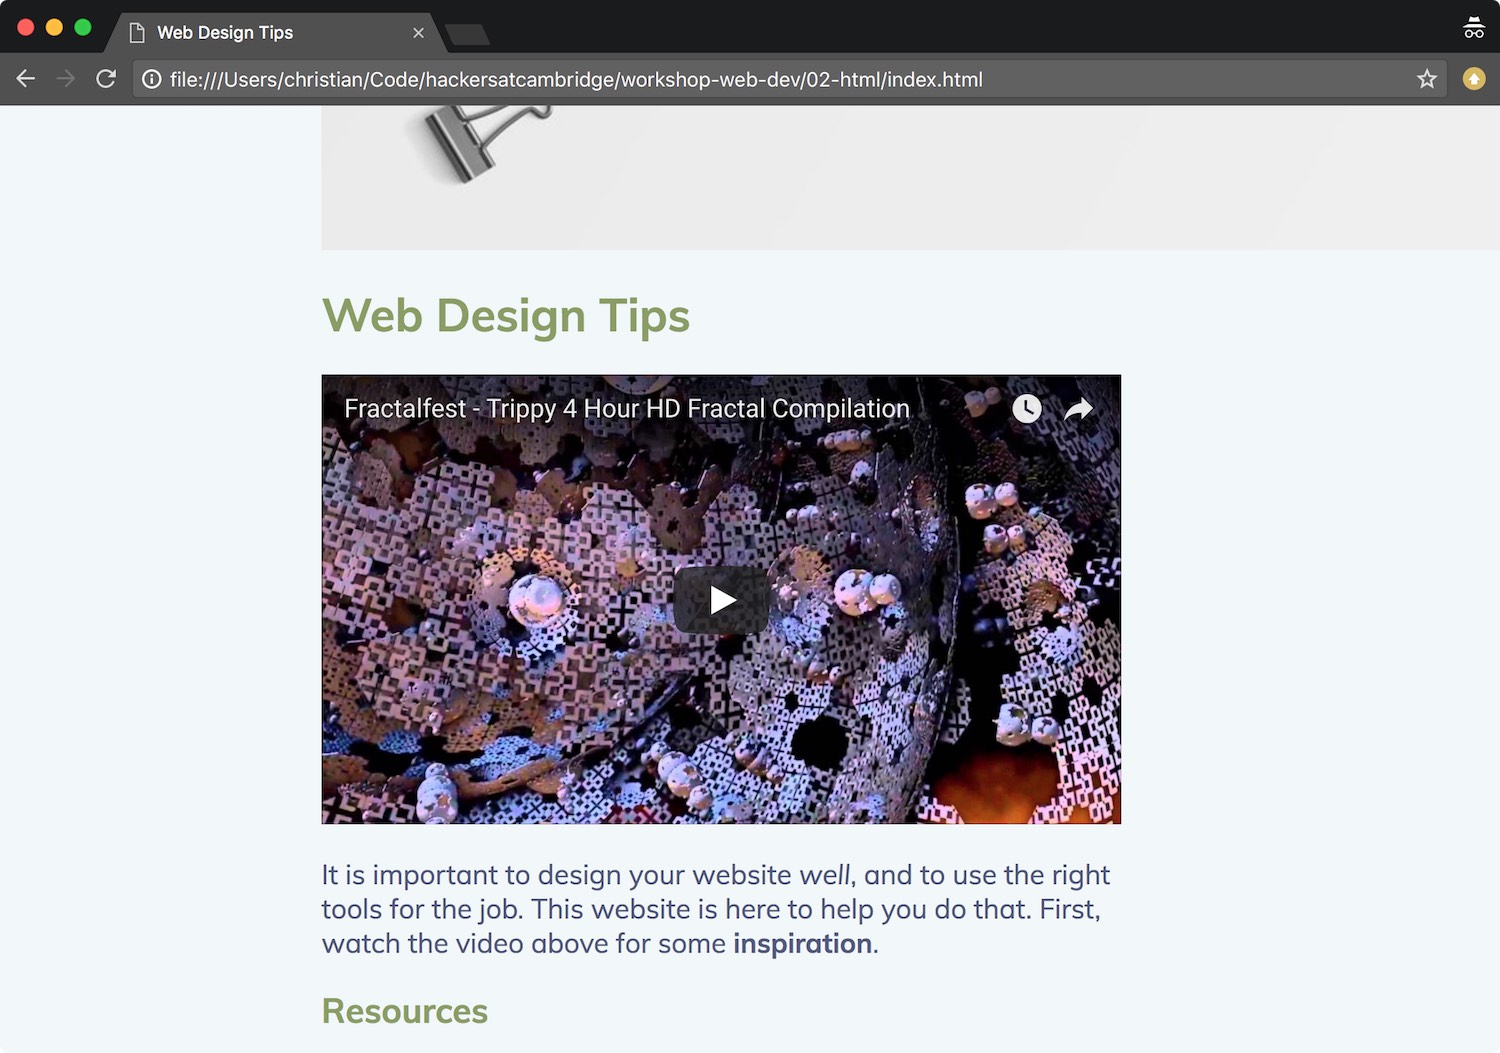 Web Design Tips
file:///Users/christian/Code/hackersatcambridge/workshop-web-dev/02-html/index.html
Web Design Tips
Fractalfest - Trippy 4 Hour HD Fractal Compilation
It is important to design your website well, and to use the right
tools for the job. This website is here to help you do that. First,
watch the video above for some inspiration.
Resources